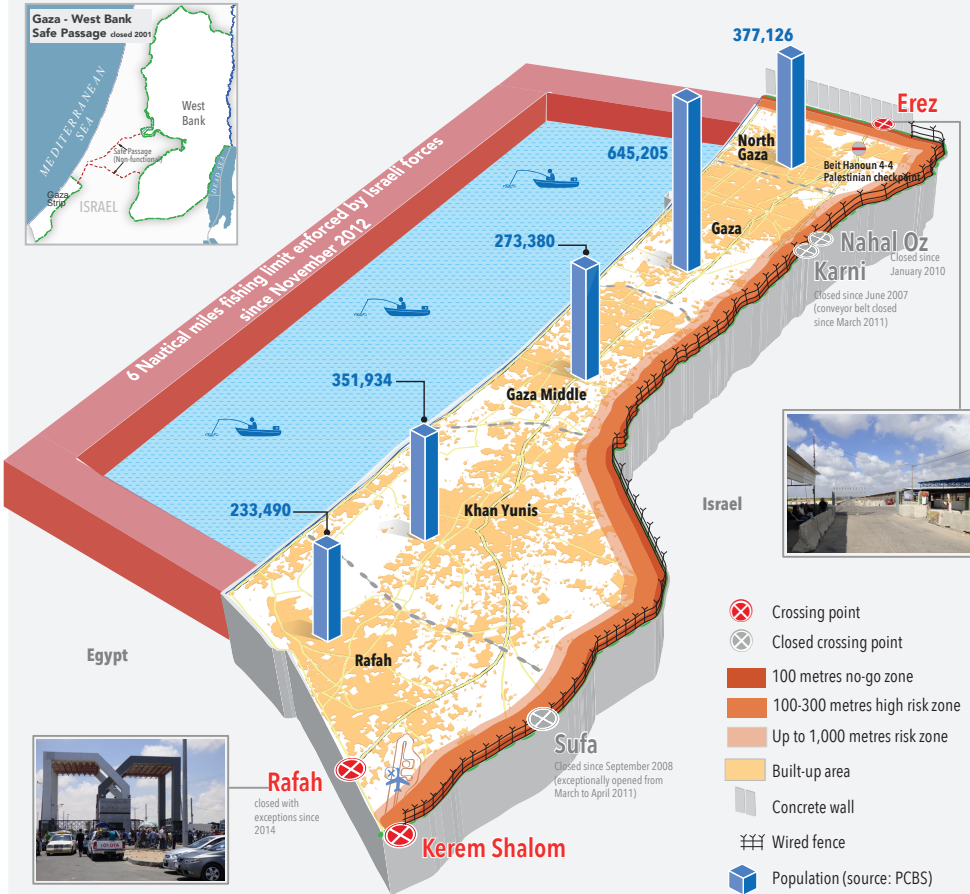 Gaza - West Bank
Safe Passage closed 2001
MEDITERRANEAN
SEA
West
Bank
Safe Passage
(Non-functional)
Gaza
Strip
ISRAEL
DEAD SEA
377,126
Erez
645,205
North
Gaza
Beit Hanoun 4-4
Palestinian checkpoint
6 Nautical miles fishing limit enforced by Israeli forces
since November 2012
273,380
Gaza
Nahal Oz
Closed since
January 2010
Karni
Closed since June 2007
(conveyor belt closed
since March 2011)
351,934
Gaza Middle
233,490
Khan Yunis
Israel
Egypt
Rafah
Crossing point
Closed crossing point
100 metres no-go zone
100-300 metres high risk zone
Up to 1,000 metres risk zone
Built-up area
Concrete wall
Wired fence
Population (source: PCBS)
Sufa
Closed since September 2008
(exceptionally opened from
March to April 2011)
Rafah
closed with
exceptions since
2014
Kerem Shalom